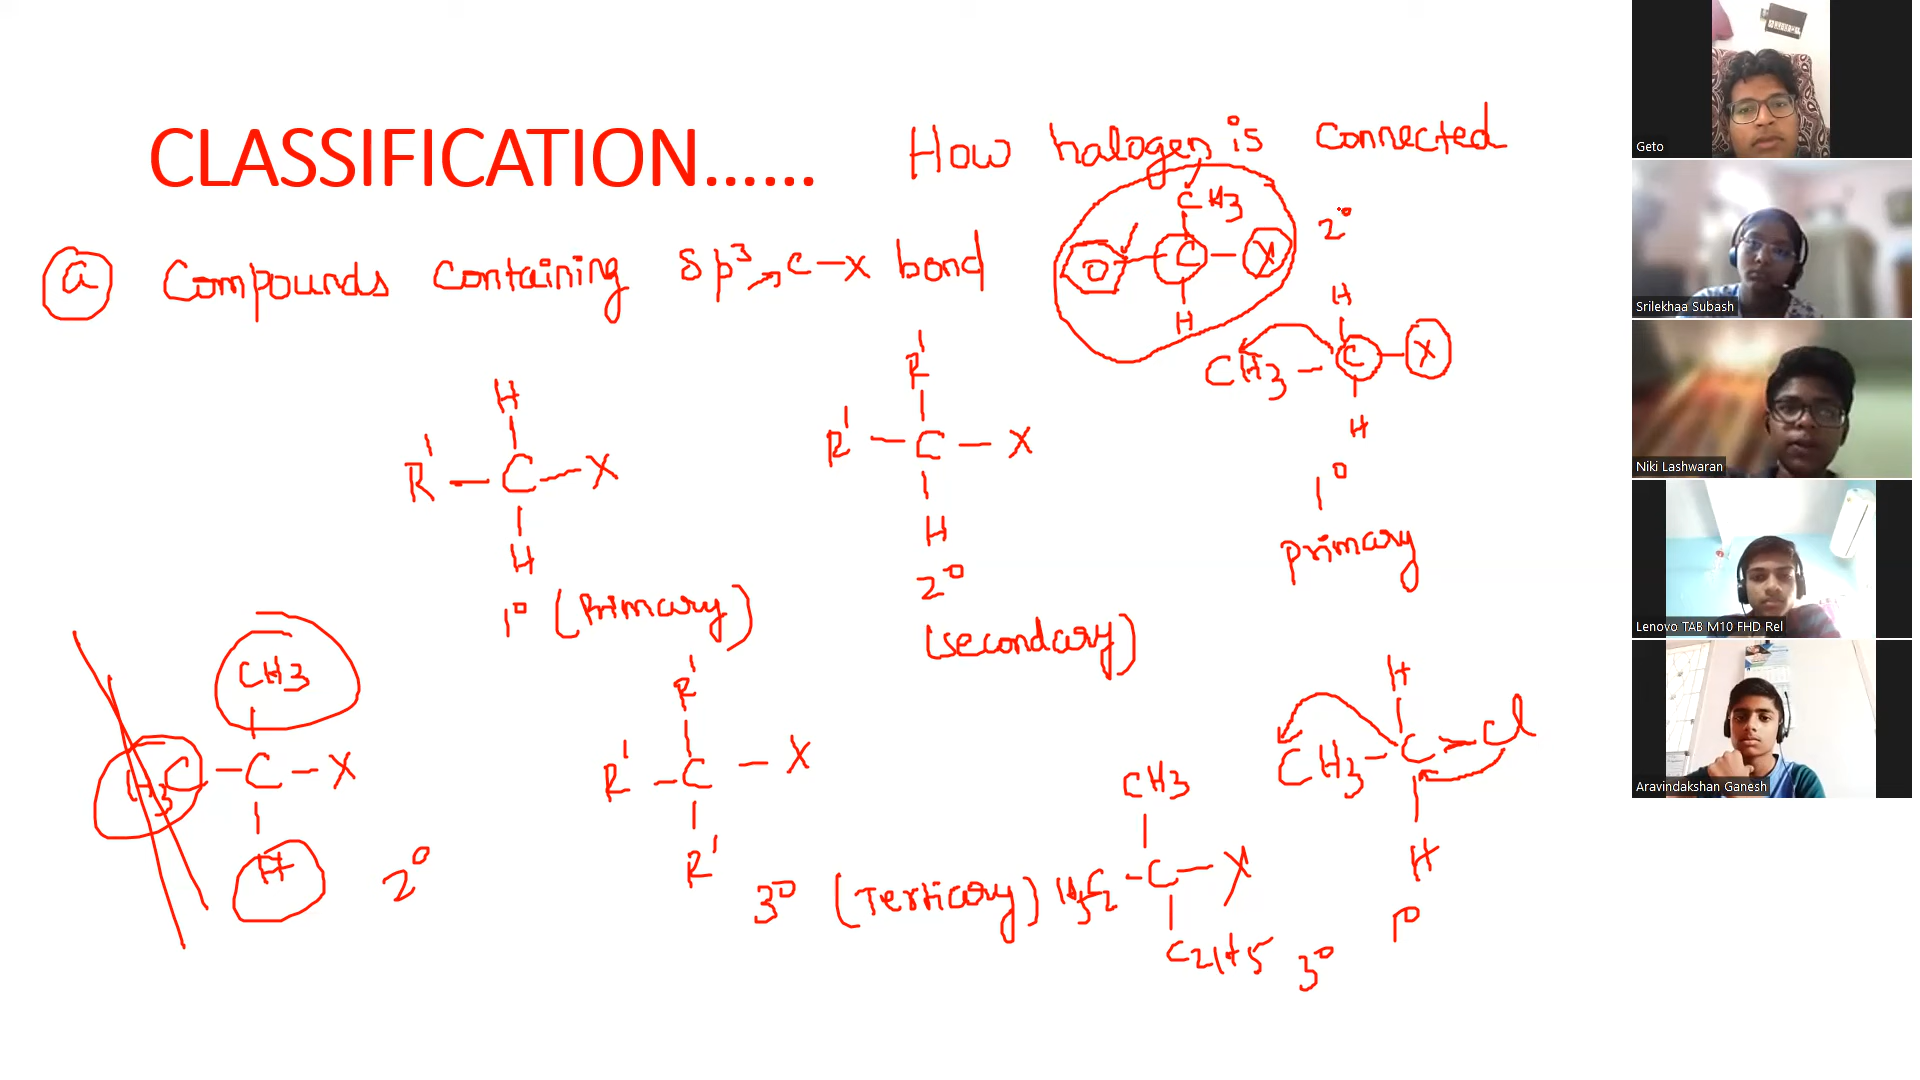 CLASSIFICATION......
How halogen is connected
CH3
O - C - X
H
2°
a Compounds containing sp³ C-X bond
H
CH3 - C - X
H
1°
primary
H
R' - C - X
H
1° (Primary)
R'
R' - C - X
H
2°
(secondary)
CH3
H3C - C - X
H
2°
R'
R' - C - X
R'
3° (Terticary)
CH3
H5C2 - C - X
C2H5
3°
H
CH3 - C - Cl
H
1°
Geto
Srilekhaa Subash
Niki Lashwaran
Lenovo TAB M10 FHD Rel
Aravindakshan Ganesh